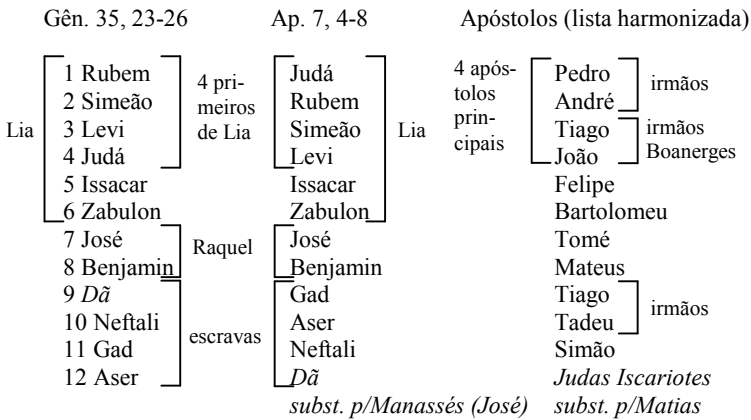 Gên. 35, 23-26 Ap. 7, 4-8 Apóstolos (lista harmonizada)
1 Rubem Judá Pedro
2 Simeão Rubem André
3 Levi Simeão Tiago
4 Judá Levi João
5 Issacar Issacar Felipe
6 Zabulon Zabulon Bartolomeu
7 José José Tomé
8 Benjamin Benjamin Mateus
9 Dã Gad Tiago
10 Neftali Aser Tadeu
11 Gad Neftali Simão
12 Aser Dã Judas Iscariotes
subst. p/Manassés (José) subst. p/Matias
Lia
4 pri-
meiros
de Lia
Raquel
escravas
Lia
4 após-
tolos
prin-
cipais
irmãos
irmãos
Boanerges
irmãos